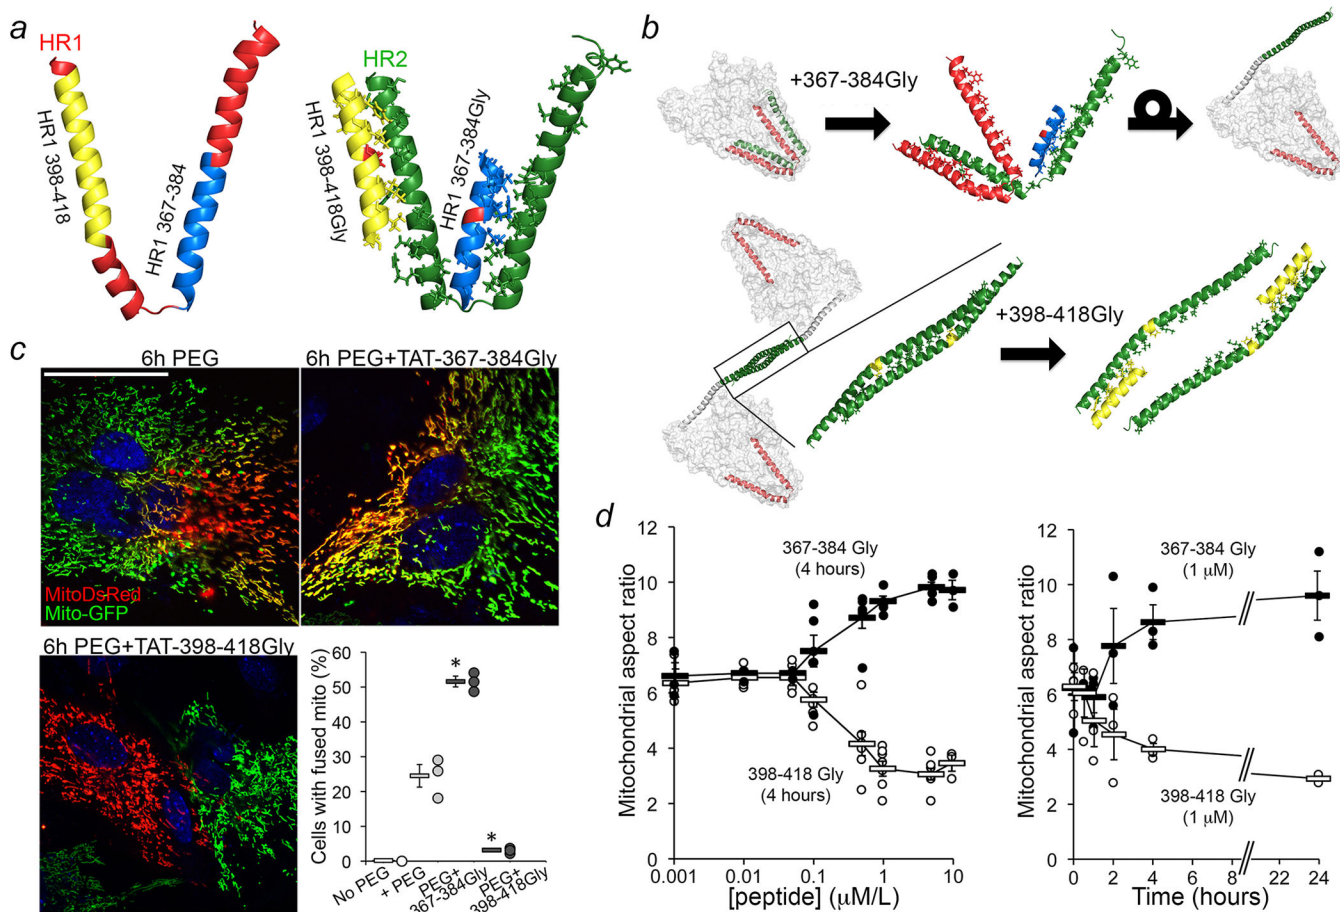 a
HR1
HR1 398-418
HR1 367-384
HR2
HR1 398-418Gly
HR1 367-384Gly
b
+367-384Gly
+398-418Gly
c
6h PEG
6h PEG+TAT-367-384Gly
MitoDsRed
Mito-GFP
6h PEG+TAT-398-418Gly
Cells with fused mito (%)
60
50
40
30
20
10
0
*
*
No PEG
+ PEG
PEG+
367-384Gly
PEG+
398-418Gly
d
Mitochondrial aspect ratio
12
10
8
6
4
2
0
367-384 Gly
(4 hours)
398-418 Gly
(4 hours)
0.001
0.01
0.1
1
10
[peptide] (μM/L)
Mitochondrial aspect ratio
12
10
8
6
4
2
0
367-384 Gly
(1 μM)
398-418 Gly
(1 μM)
0
2
4
6
8
22
24
Time (hours)